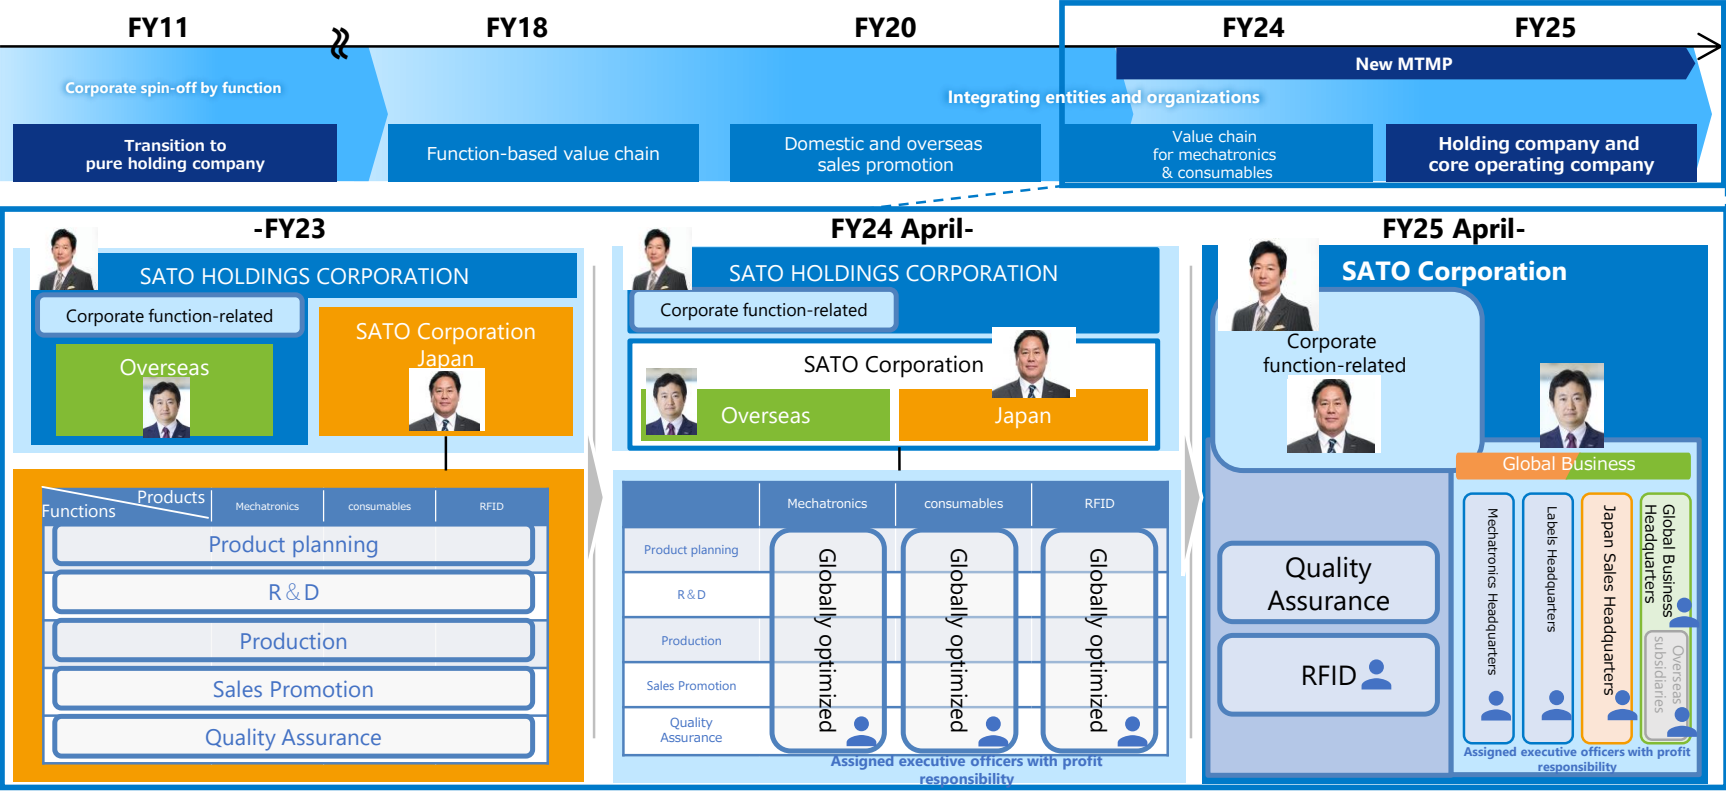 FY11
FY18
FY20
FY24
FY25
New MTMP
Corporate spin-off by function
Integrating entities and organizations
Transition to
pure holding company
Function-based value chain
Domestic and overseas
sales promotion
Value chain
for mechatronics
& consumables
Holding company and
core operating company
-FY23
SATO HOLDINGS CORPORATION
Corporate function-related
Overseas
SATO Corporation
Japan
Products
Functions
Mechatronics
consumables
RFID
Product planning
R&D
Production
Sales Promotion
Quality Assurance
FY24 April-
SATO HOLDINGS CORPORATION
Corporate function-related
SATO Corporation
Overseas
Japan
Mechatronics
consumables
RFID
Product planning
R&D
Production
Sales Promotion
Quality
Assurance
Globally optimized
Globally optimized
Globally optimized
Assigned executive officers with profit
responsibility
FY25 April-
SATO Corporation
Corporate
function-related
Global Business
Quality
Assurance
RFID
Mechatronics Headquarters
Labels Headquarters
Japan Sales Headquarters
Global Business
Headquarters
Overseas
subsidiaries
Assigned executive officers with profit
responsibility